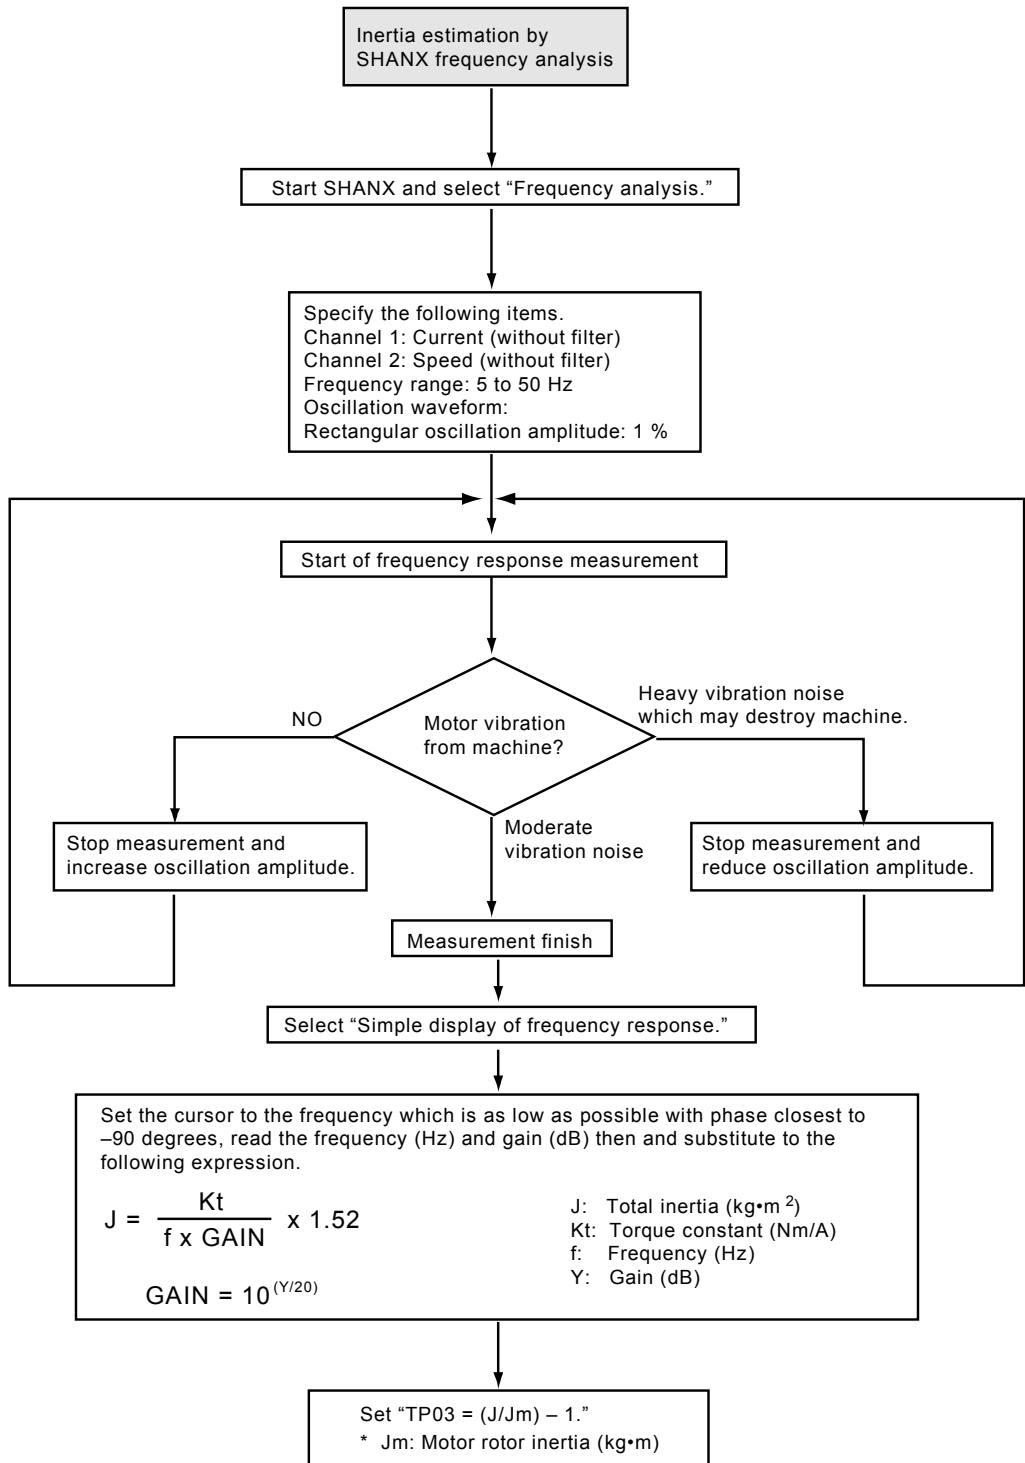 Inertia estimation by
SHANX frequency analysis
Start SHANX and select “Frequency analysis.”
Specify the following items.
Channel 1: Current (without filter)
Channel 2: Speed (without filter)
Frequency range: 5 to 50 Hz
Oscillation waveform:
Rectangular oscillation amplitude: 1 %
Start of frequency response measurement
Motor vibration
from machine?
NO
Heavy vibration noise
which may destroy machine.
Moderate
vibration noise
Stop measurement and
increase oscillation amplitude.
Stop measurement and
reduce oscillation amplitude.
Measurement finish
Select “Simple display of frequency response.”
Set the cursor to the frequency which is as low as possible with phase closest to
–90 degrees, read the frequency (Hz) and gain (dB) then and substitute to the
following expression.
J = Kt / (f x GAIN) x 1.52
GAIN = 10^(Y/20)
J: Total inertia (kg•m²)
Kt: Torque constant (Nm/A)
f: Frequency (Hz)
Y: Gain (dB)
Set “TP03 = (J/Jm) – 1.”
* Jm: Motor rotor inertia (kg•m)